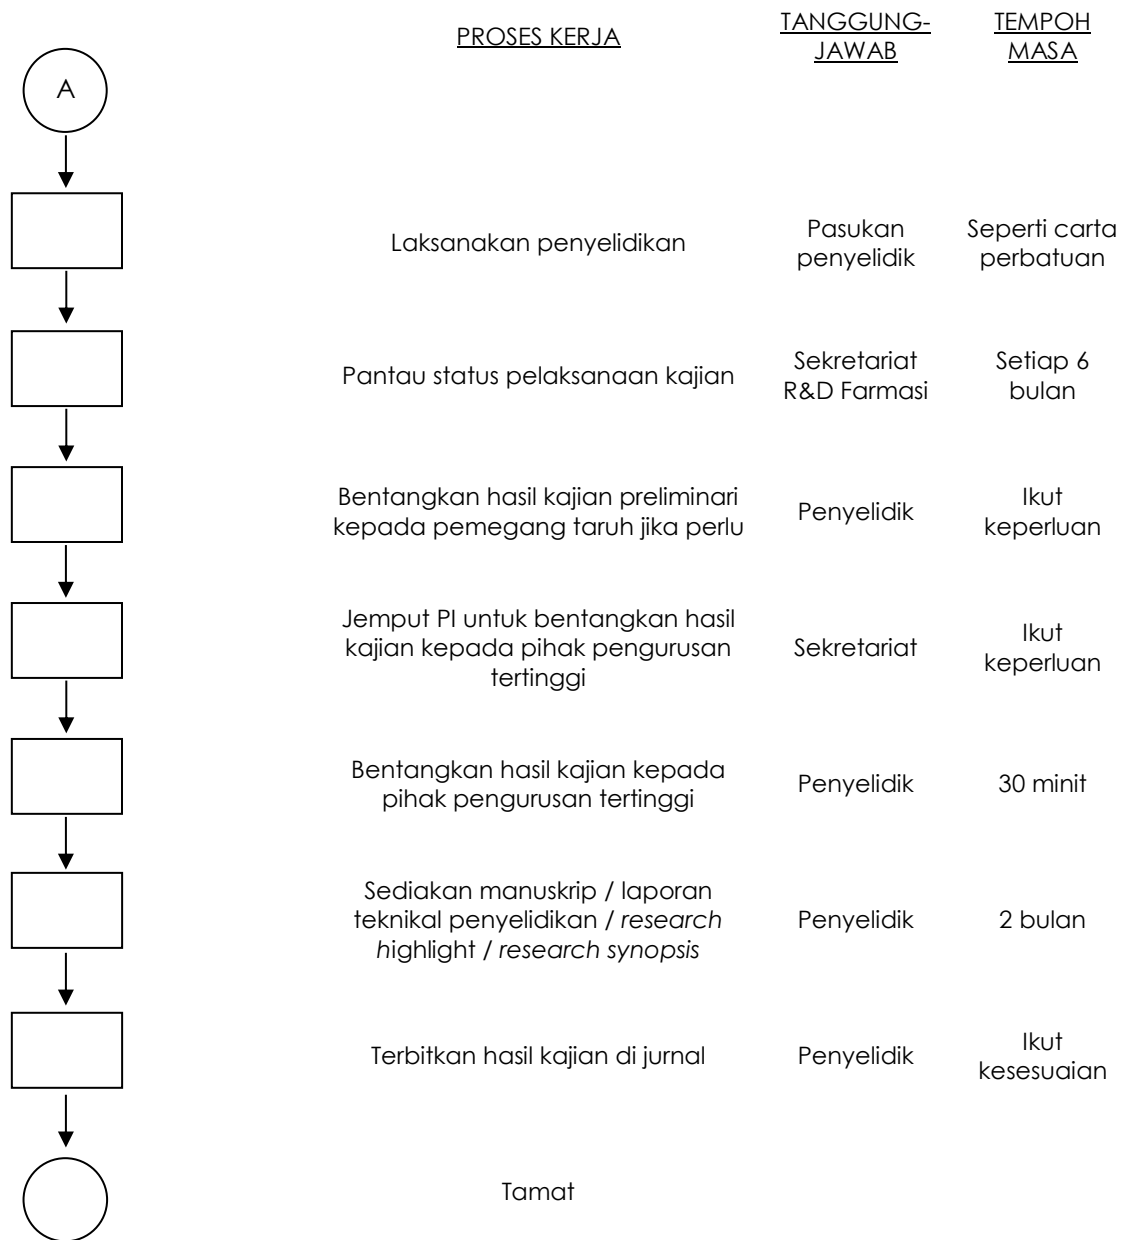 PROSES KERJA
TANGGUNG-
JAWAB
TEMPOH
MASA
A
Laksanakan penyelidikan
Pasukan
penyelidik
Seperti carta
perbatuan
Pantau status pelaksanaan kajian
Sekretariat
R&D Farmasi
Setiap 6
bulan
Bentangkan hasil kajian preliminari
kepada pemegang taruh jika perlu
Penyelidik
Ikut
keperluan
Jemput PI untuk bentangkan hasil
kajian kepada pihak pengurusan
tertinggi
Sekretariat
Ikut
keperluan
Bentangkan hasil kajian kepada
pihak pengurusan tertinggi
Penyelidik
30 minit
Sediakan manuskrip / laporan
teknikal penyelidikan / research
highlight / research synopsis
Penyelidik
2 bulan
Terbitkan hasil kajian di jurnal
Penyelidik
Ikut
kesesuaian
Tamat